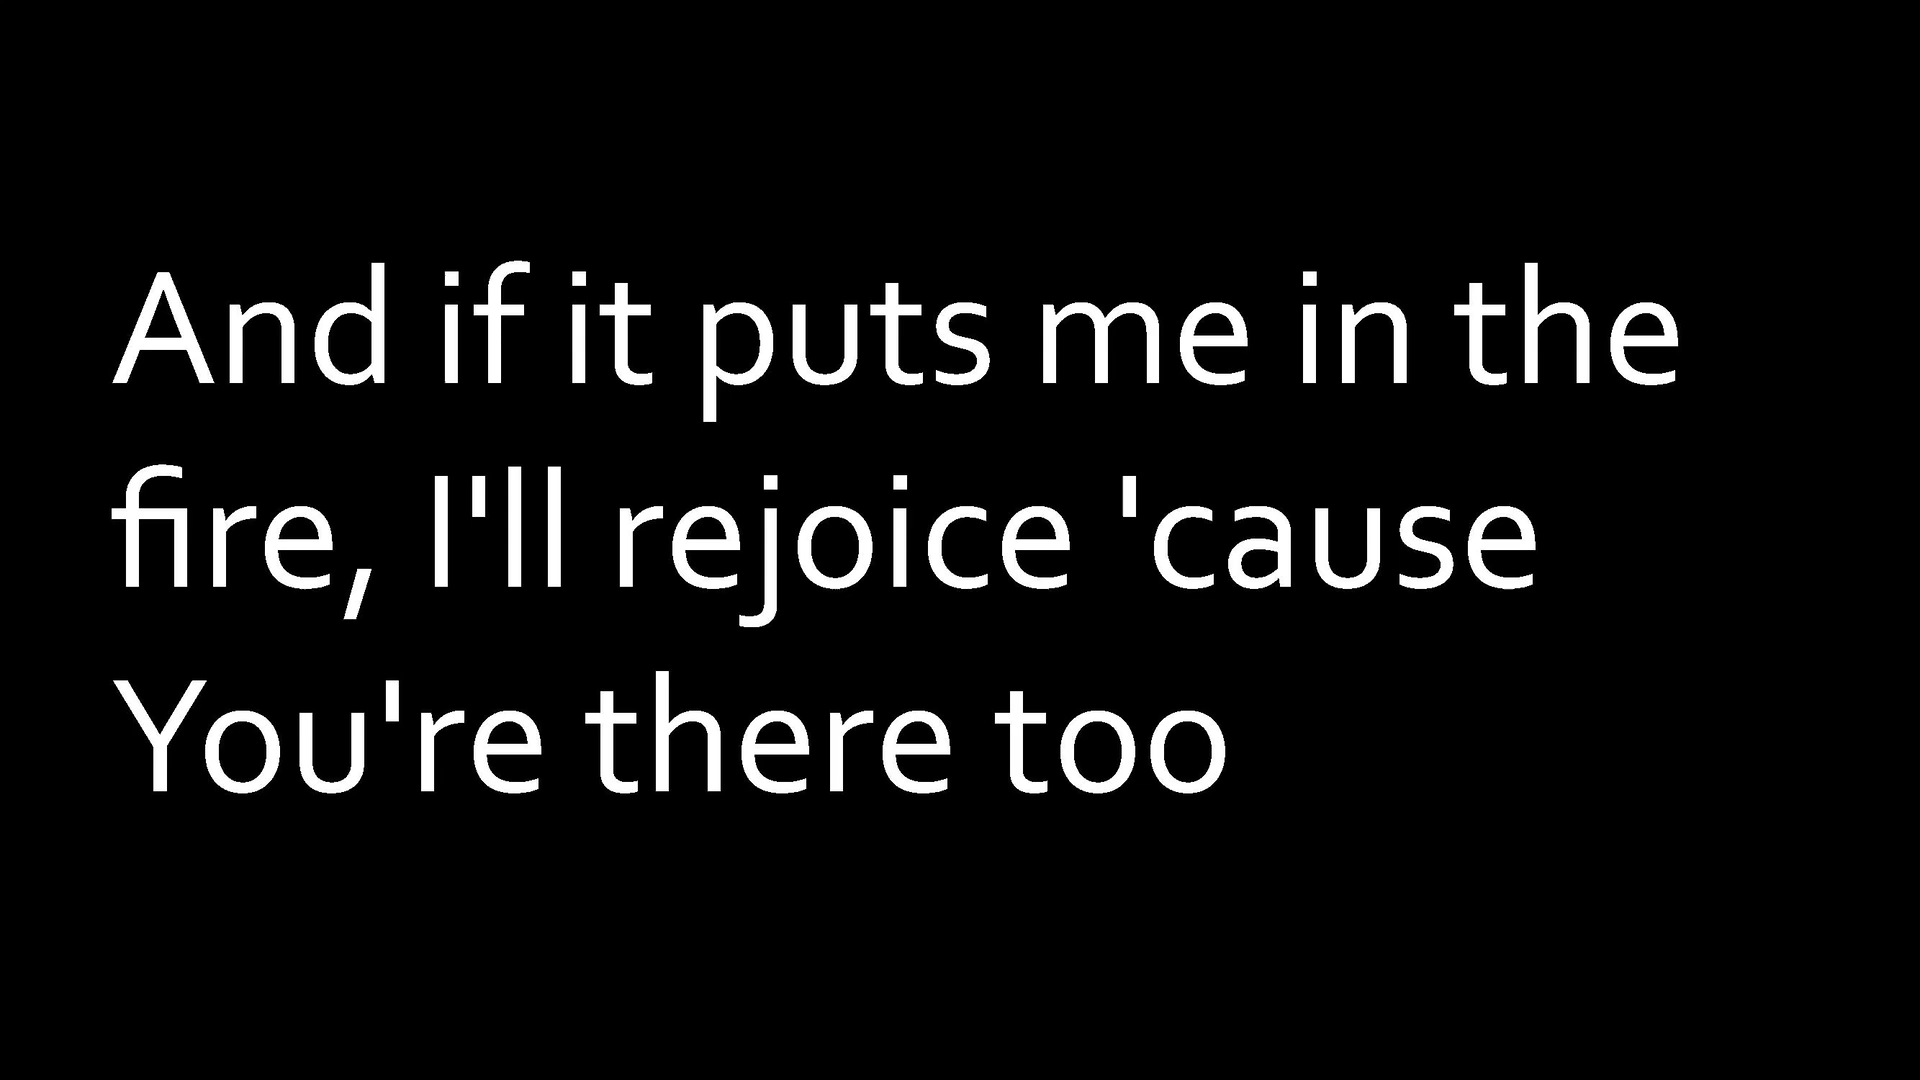 And if it puts me in the
fire, I'll rejoice 'cause
You're there too